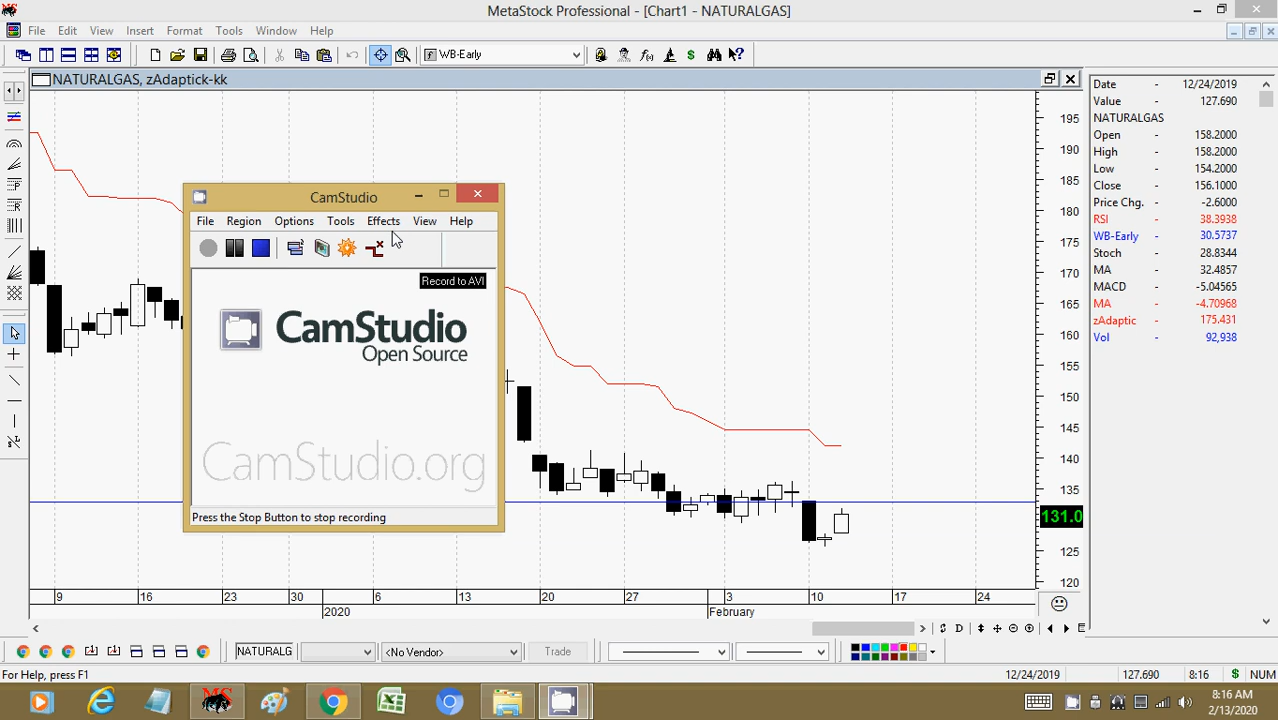 MetaStock Professional - [Chart1 - NATURALGAS]
File Edit View Insert Format Tools Window Help
WB-Early
NATURALGAS, zAdaptick-kk
Date - 12/24/2019
Value - 127.690
NATURALGAS
Open - 158.2000
High - 158.2000
Low - 154.2000
Close - 156.1000
Price Chg. - -2.6000
RSI - 38.3938
WB-Early - 30.5737
Stoch - 28.8344
MA - 32.4857
MACD - -5.04565
MA - -4.70968
zAdaptic - 175.431
Vol - 92,938
195
190
185
180
175
170
165
160
155
150
145
140
135
131.0
125
120
CamStudio
File Region Options Tools Effects View Help
Record to AVI
CamStudio
Open Source
CamStudio.org
Press the Stop Button to stop recording
9 16 23 30 6 13 20 27 3 10 17 24
2020 February
D
NATURALG <No Vendor> Trade
For Help, press F1 12/24/2019 127.690 8:16
8:16 AM
2/13/2020